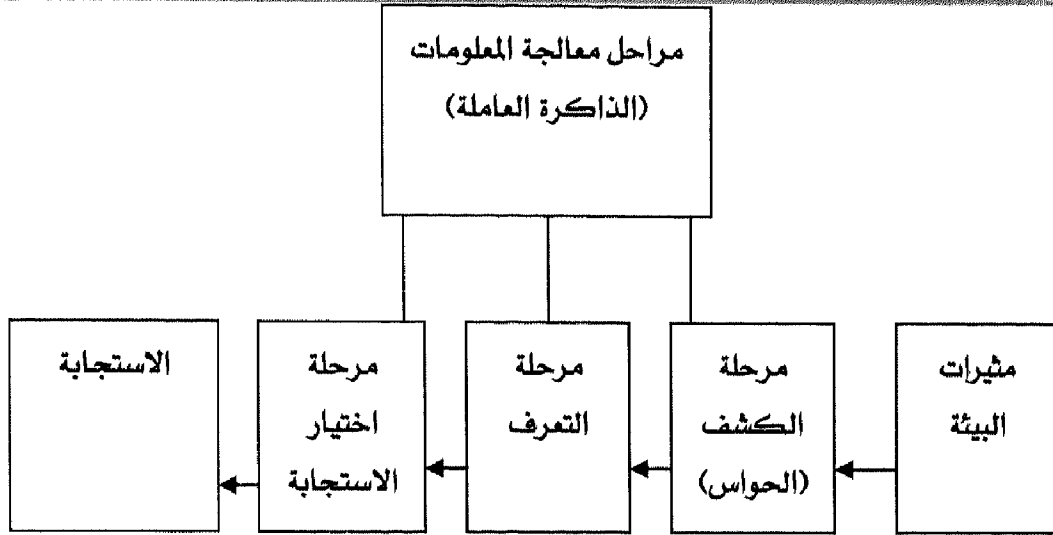 مراحل معالجة المعلومات
(الذاكرة العاملة)
مثيرات
البيئة
مرحلة
الكشف
(الحواس)
مرحلة
التعرف
مرحلة
اختيار
الاستجابة
الاستجابة